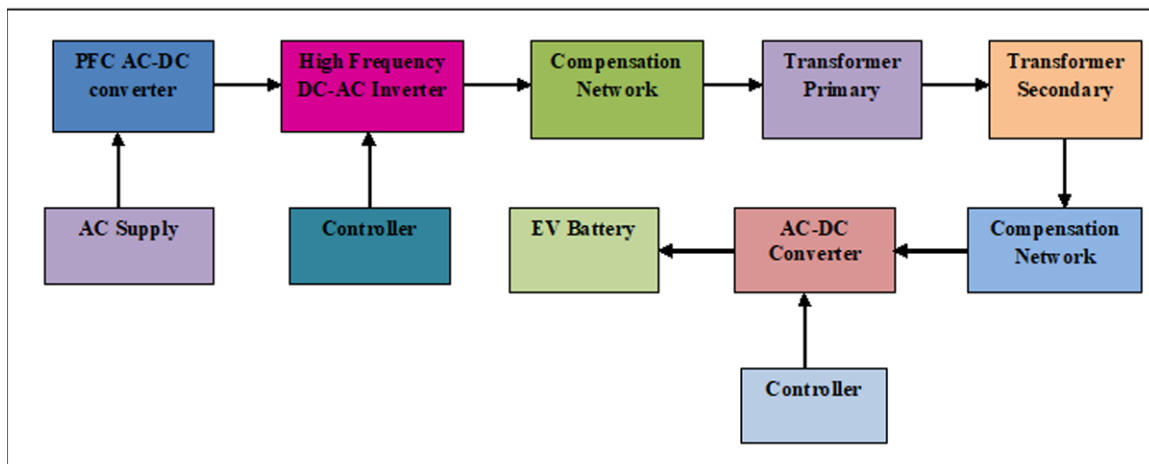 PFC AC-DC
converter
High Frequency
DC-AC Inverter
Compensation
Network
Transformer
Primary
Transformer
Secondary
AC Supply
Controller
EV Battery
AC-DC
Converter
Compensation
Network
Controller